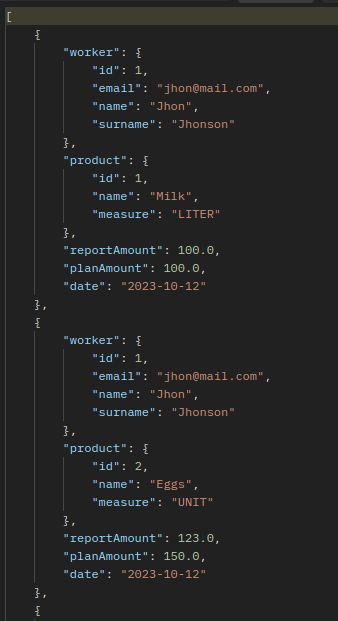 [
    {
        "worker": {
            "id": 1,
            "email": "jhon@mail.com",
            "name": "Jhon",
            "surname": "Jhonson"
        },
        "product": {
            "id": 1,
            "name": "Milk",
            "measure": "LITER"
        },
        "reportAmount": 100.0,
        "planAmount": 100.0,
        "date": "2023-10-12"
    },
    {
        "worker": {
            "id": 1,
            "email": "jhon@mail.com",
            "name": "Jhon",
            "surname": "Jhonson"
        },
        "product": {
            "id": 2,
            "name": "Eggs",
            "measure": "UNIT"
        },
        "reportAmount": 123.0,
        "planAmount": 150.0,
        "date": "2023-10-12"
    },
    {